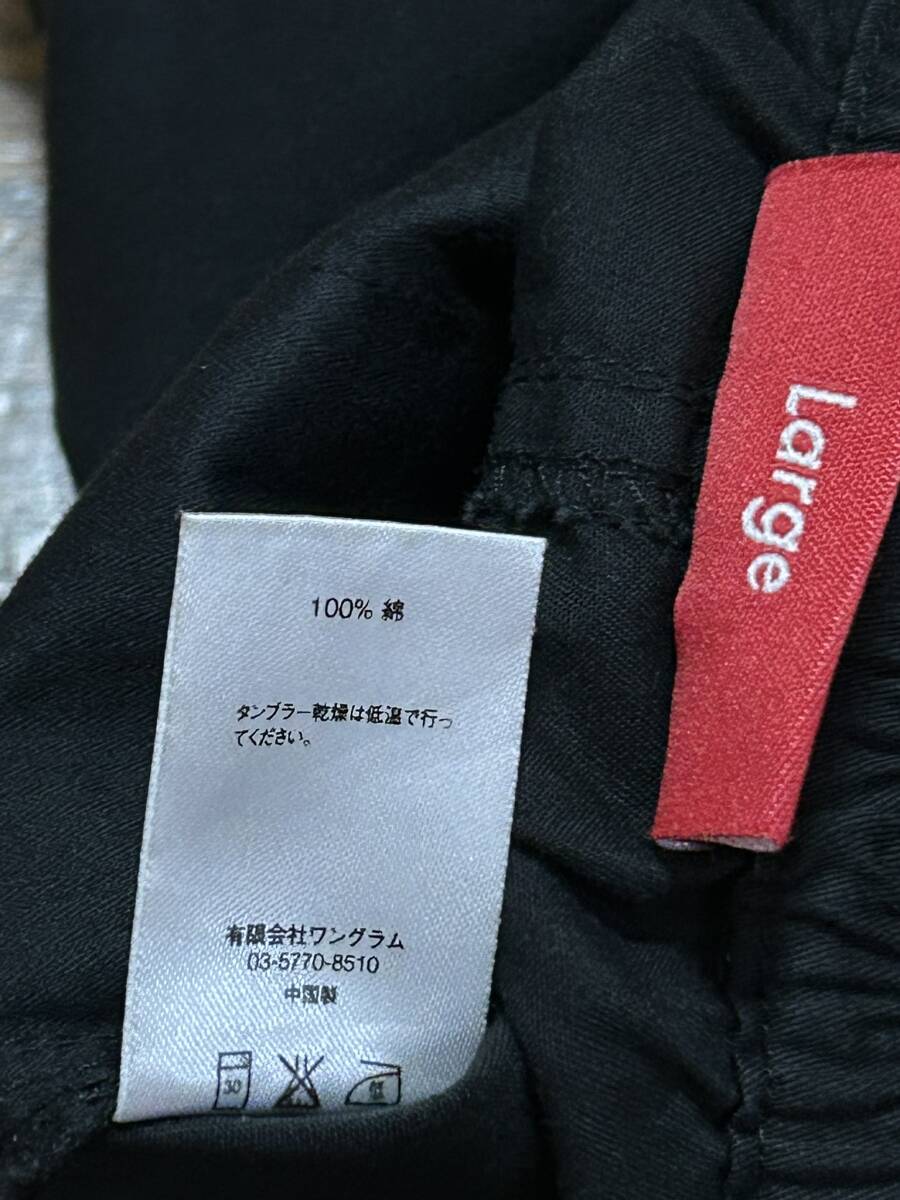 Large
100% 綿
タンブラー乾燥は低温で行っ
てください。
有限会社ワングラム
03-5770-8510
中国製
30
低